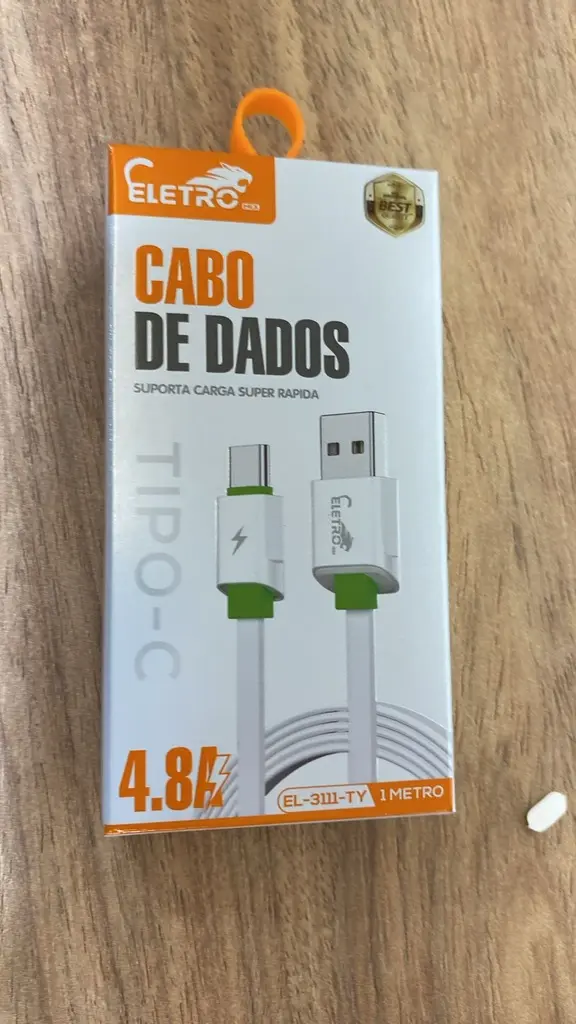 ELETRO
BEST
CABO
DE DADOS
SUPORTA CARGA SUPER RAPIDA
TIPO-C
ELETRO
4.8A
EL-3111-TY
1 METRO